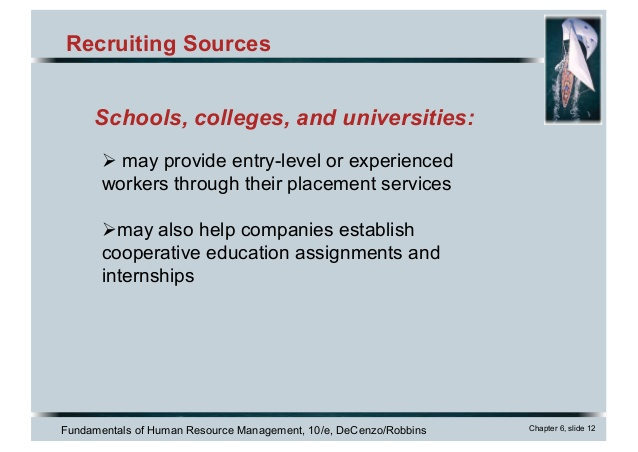 Recruiting Sources
Schools, colleges, and universities:
➢ may provide entry-level or experienced
workers through their placement services
➢may also help companies establish
cooperative education assignments and
internships
Fundamentals of Human Resource Management, 10/e, DeCenzo/Robbins
Chapter 6, slide 12